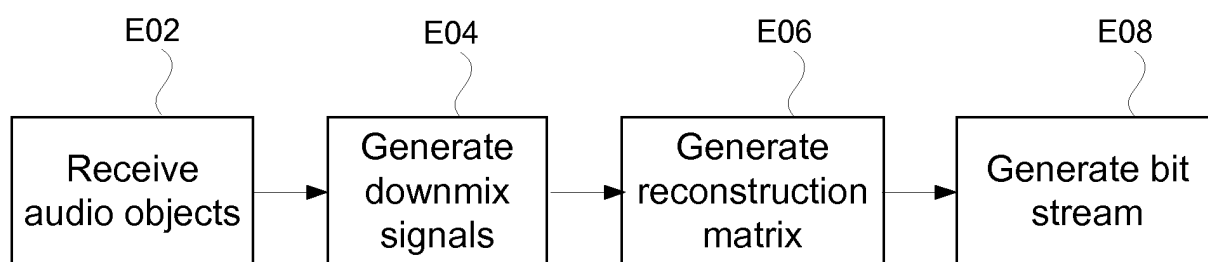 E02
E04
E06
E08
Receive
audio objects
Generate
downmix
signals
Generate
reconstruction
matrix
Generate bit
stream